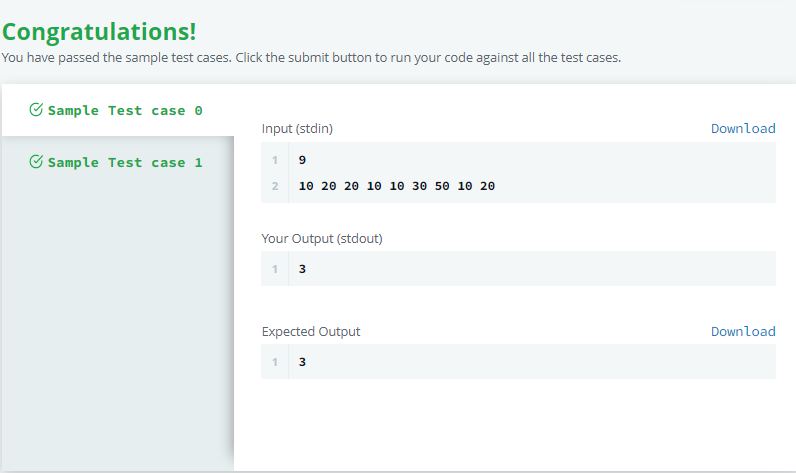 Congratulations!
You have passed the sample test cases. Click the submit button to run your code against all the test cases.
Sample Test case 0
Sample Test case 1
Input (stdin)
Download
1 9
2 10 20 20 10 10 30 50 10 20
Your Output (stdout)
1 3
Expected Output
Download
1 3